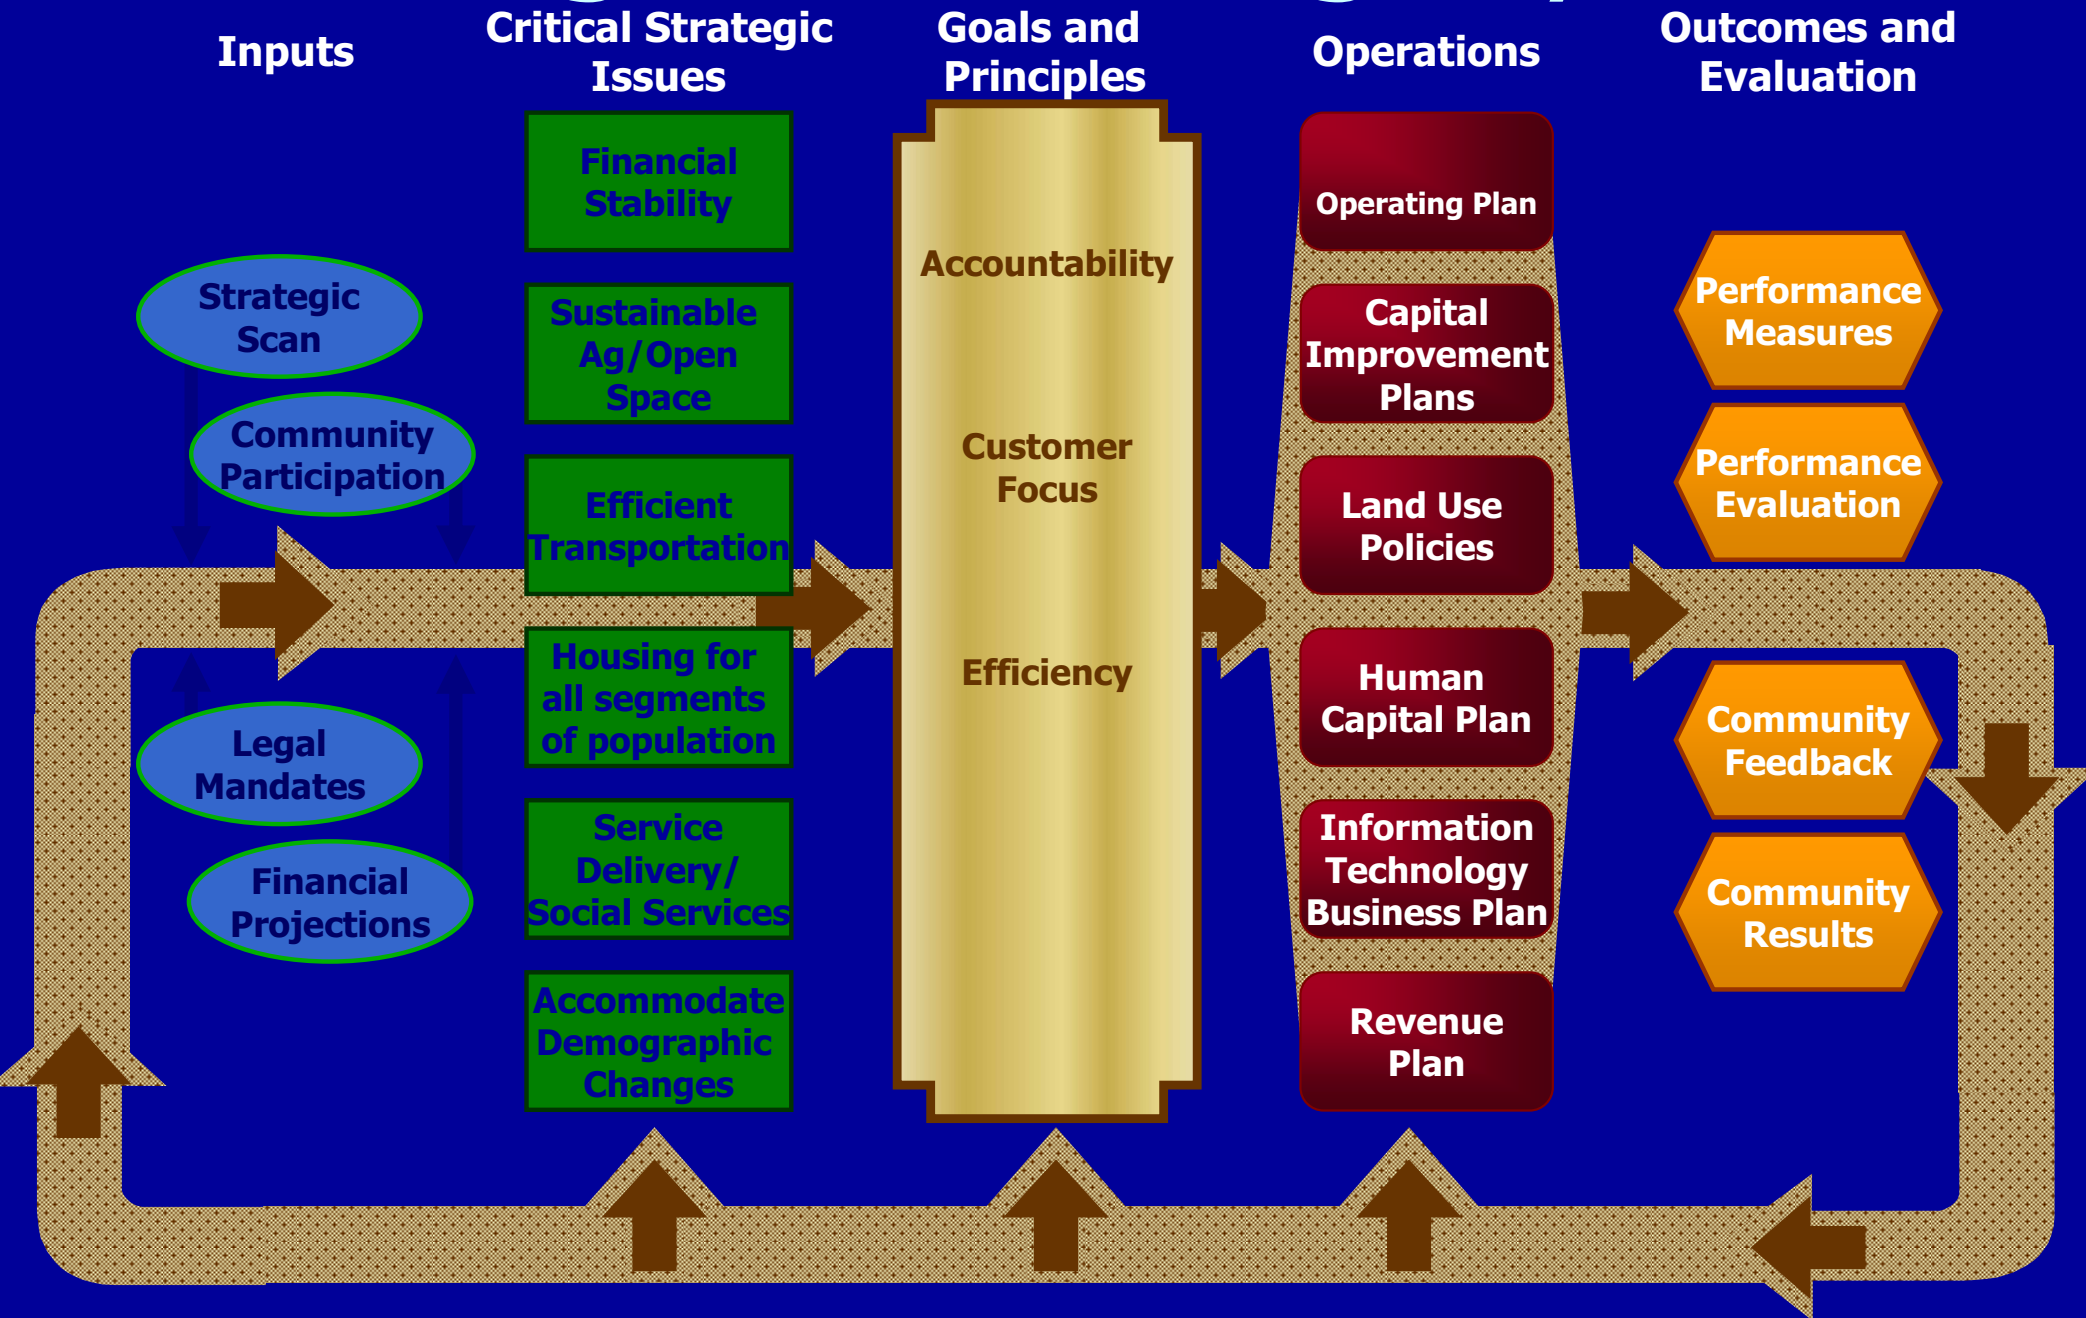 Inputs
Critical Strategic
Issues
Goals and
Principles
Operations
Outcomes and
Evaluation
Strategic
Scan
Community
Participation
Legal
Mandates
Financial
Projections
Financial
Stability
Sustainable
Ag/Open
Space
Efficient
Transportation
Housing for
all segments
of population
Service
Delivery/
Social Services
Accommodate
Demographic
Changes
Accountability
Customer
Focus
Efficiency
Operating Plan
Capital
Improvement
Plans
Land Use
Policies
Human
Capital Plan
Information
Technology
Business Plan
Revenue
Plan
Performance
Measures
Performance
Evaluation
Community
Feedback
Community
Results